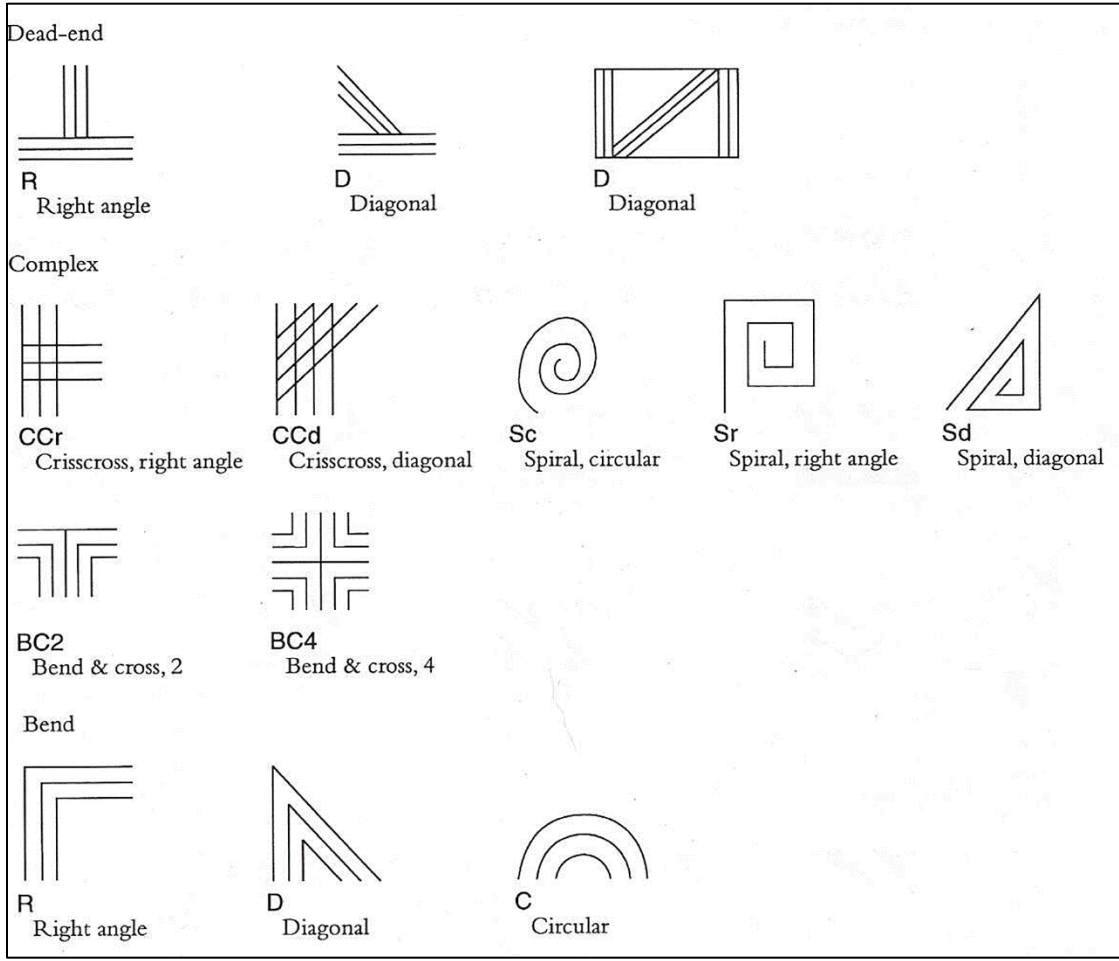 Dead-end
R D D
Right angle Diagonal Diagonal
Complex
CCr CCd Sc Sr Sd
Crisscross, right angle Crisscross, diagonal Spiral, circular Spiral, right angle Spiral, diagonal
BC2 BC4
Bend & cross, 2 Bend & cross, 4
Bend
R D C
Right angle Diagonal Circular